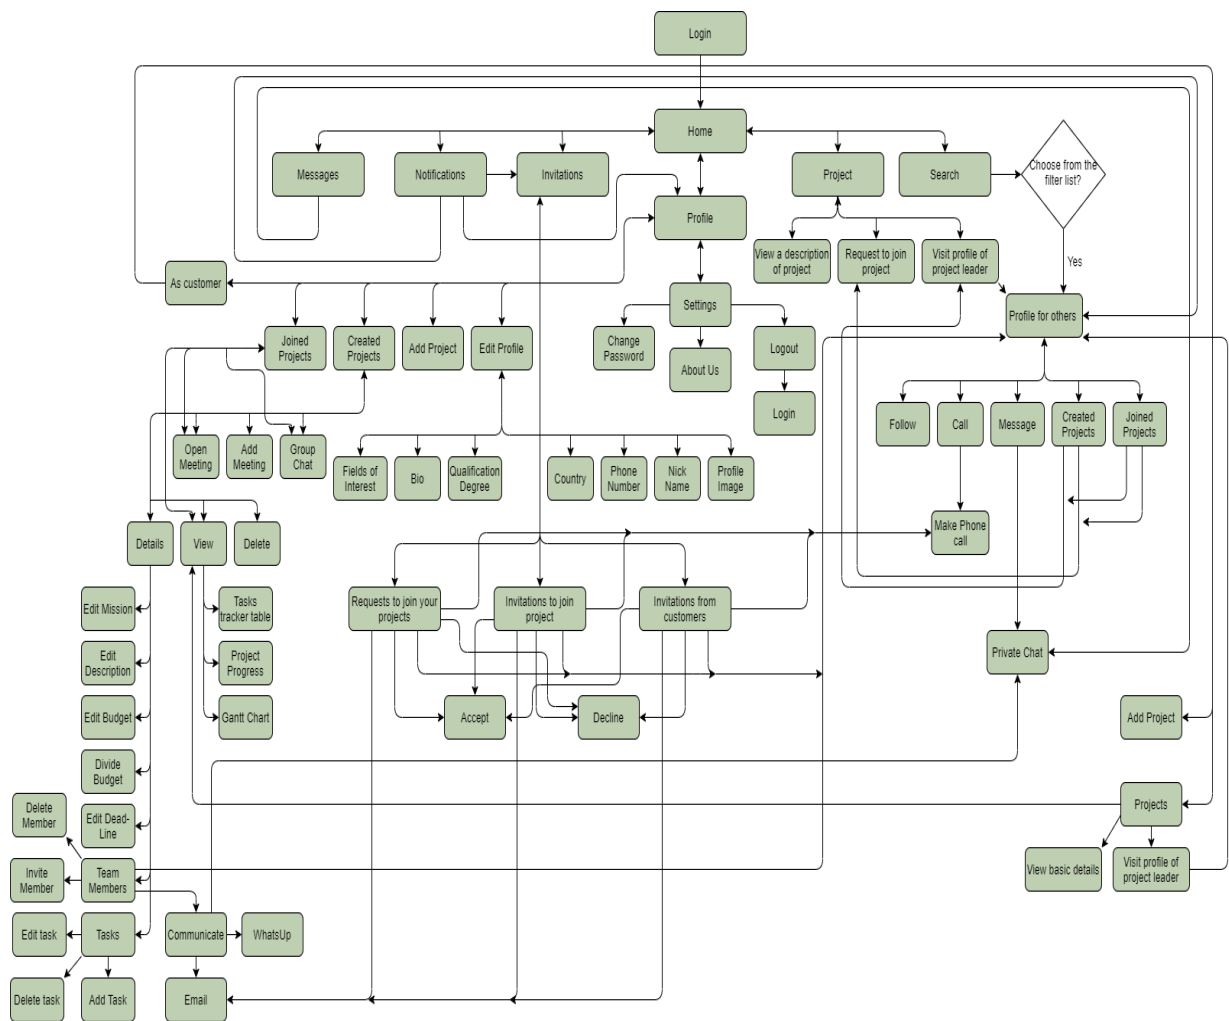 Login
Home
Messages
Notifications
Invitations
Project
Search
Choose from the
filter list?
Profile
View a description
of project
Request to join
project
Visit profile of
project leader
Yes
As customer
Settings
Profile for others
Joined
Projects
Created
Projects
Add Project
Edit Profile
Change
Password
About Us
Logout
Login
Follow
Call
Message
Created
Projects
Joined
Projects
Open
Meeting
Add
Meeting
Group
Chat
Fields of
Interest
Bio
Qualification
Degree
Country
Phone
Number
Nick
Name
Profile
Image
Details
View
Delete
Make Phone
call
Edit Mission
Tasks
tracker table
Requests to join your
projects
Invitations to join
project
Invitations from
customers
Edit
Description
Project
Progress
Private Chat
Edit Budget
Gantt Chart
Accept
Decline
Add Project
Divide
Budget
Delete
Member
Edit Dead-
Line
Projects
Invite
Member
Team
Members
View basic details
Visit profile of
project leader
Edit task
Tasks
Communicate
WhatsUp
Delete task
Add Task
Email